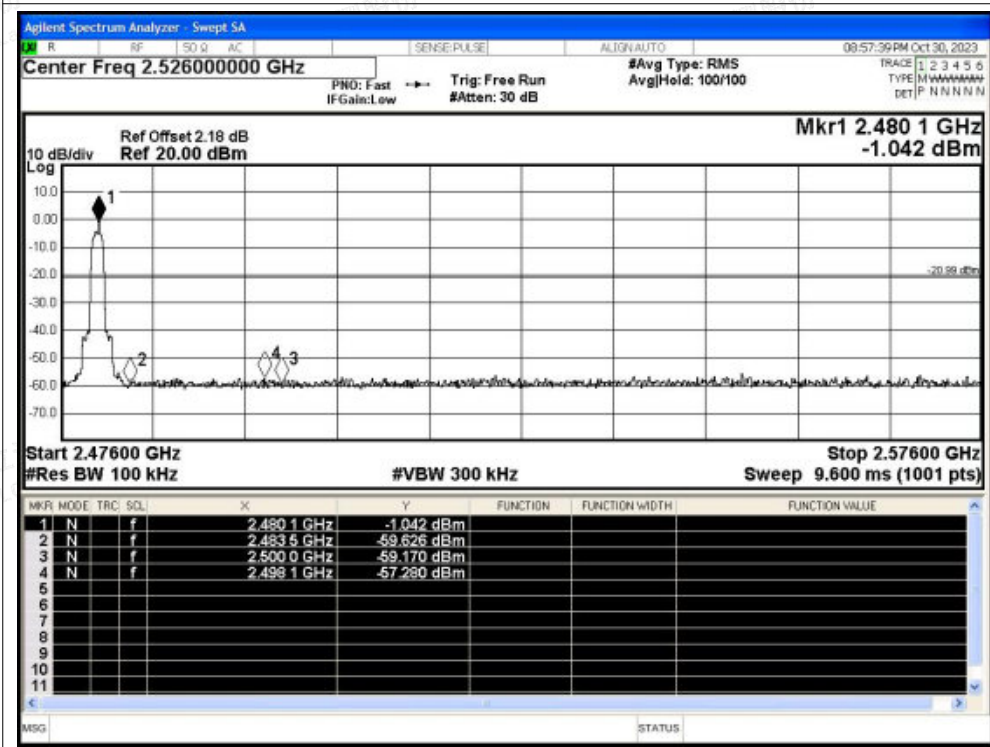 Agilent Spectrum Analyzer - Swept SA
R RF 50 Ω AC SENSE:PULSE ALIGN AUTO 08:57:39 PM Oct 30, 2023
Center Freq 2.526000000 GHz
PNO: Fast
IFGain:Low
Trig: Free Run
#Atten: 30 dB
#Avg Type: RMS
Avg|Hold: 100/100
TRACE 1 2 3 4 5 6
TYPE M
DET P N N N N N
Ref Offset 2.18 dB
Mkr1 2.480 1 GHz
10 dB/div Ref 20.00 dBm -1.042 dBm
Log
10.0
0.00
-10.0
-20.0
-30.0
-40.0
-50.0
-60.0
-70.0
1
-20.99 dBm
2
4
3
Start 2.47600 GHz Stop 2.57600 GHz
#Res BW 100 kHz #VBW 300 kHz Sweep 9.600 ms (1001 pts)
MKR MODE TRC SCL X Y FUNCTION FUNCTION WIDTH FUNCTION VALUE
1 N f 2.480 1 GHz -1.042 dBm
2 N f 2.483 5 GHz -59.626 dBm
3 N f 2.500 0 GHz -59.170 dBm
4 N f 2.498 1 GHz -57.280 dBm
5
6
7
8
9
10
11
MSG STATUS